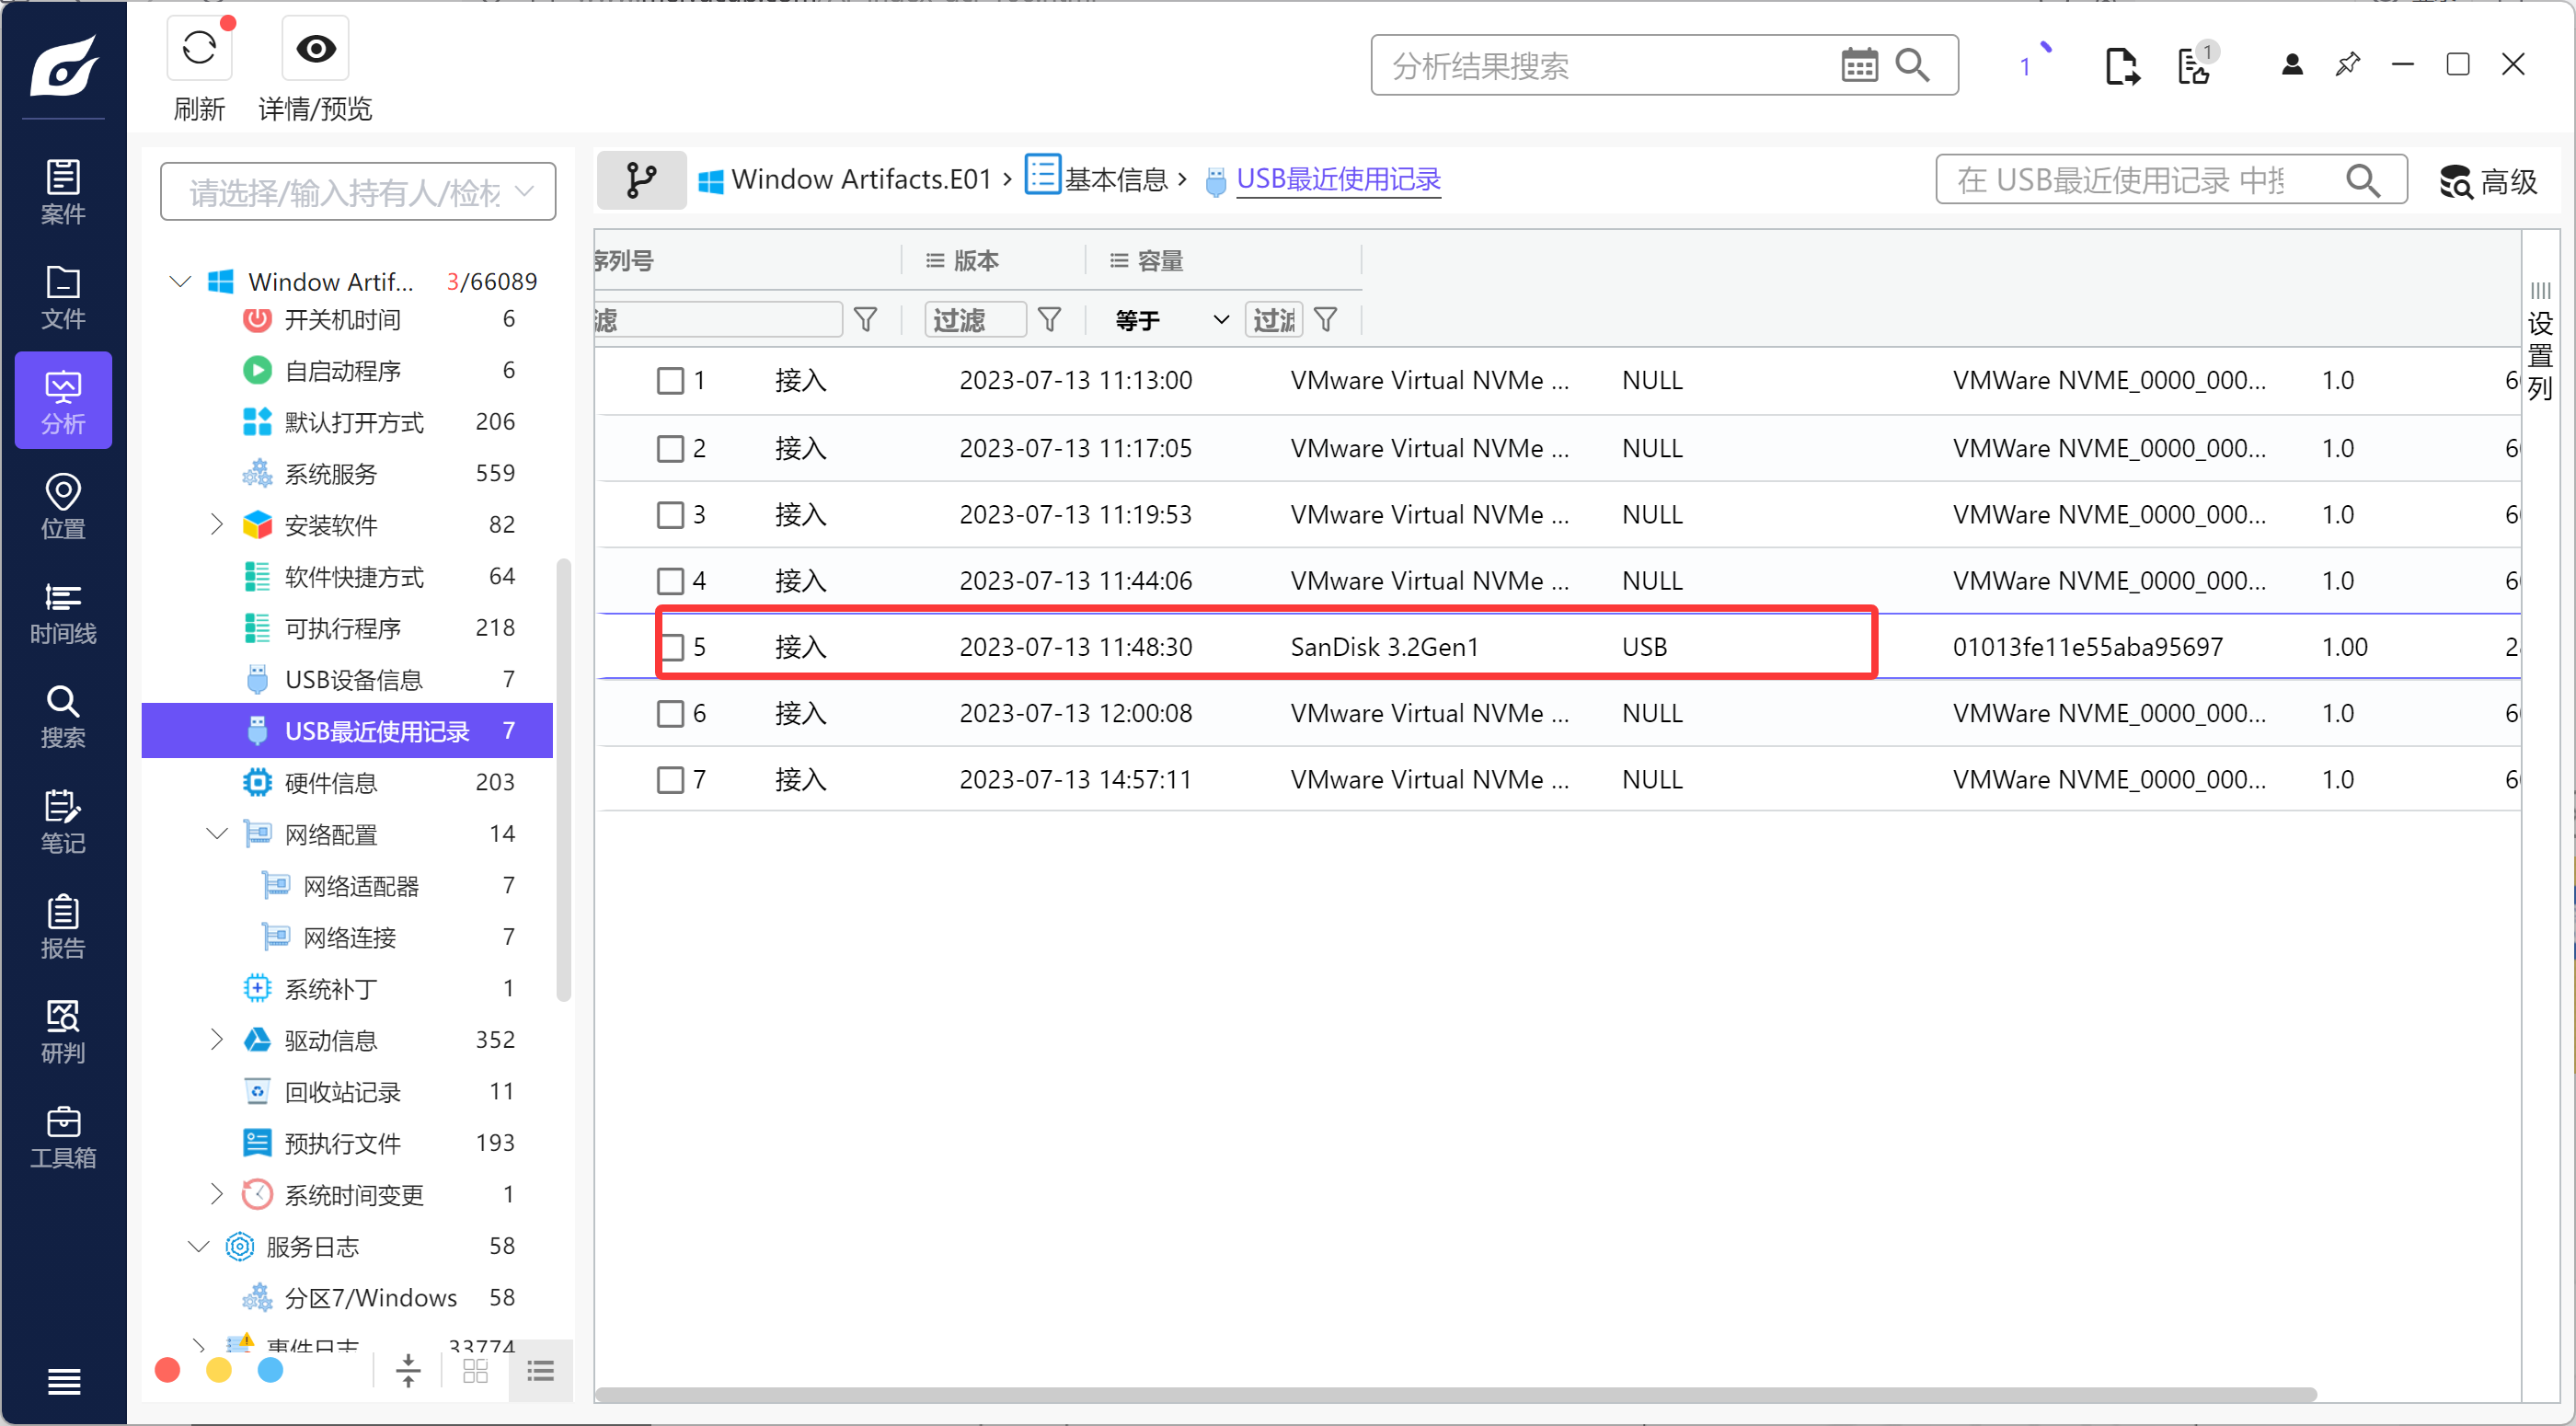 刷新
详情/预览
分析结果搜索
1
1
案件
文件
分析
位置
时间线
搜索
笔记
报告
研判
工具箱
请选择/输入持有人/检材
Window Artif... 3/66089
开关机时间 6
自启动程序 6
默认打开方式 206
系统服务 559
安装软件 82
软件快捷方式 64
可执行程序 218
USB设备信息 7
USB最近使用记录 7
硬件信息 203
网络配置 14
网络适配器 7
网络连接 7
系统补丁 1
驱动信息 352
回收站记录 11
预执行文件 193
系统时间变更 1
服务日志 58
分区7/Windows 58
事件日志 33774
Window Artifacts.E01 › 基本信息 › USB最近使用记录
在 USB最近使用记录 中搜
高级
序列号 版本 容量
滤 过滤 等于 过滤
1 接入 2023-07-13 11:13:00 VMware Virtual NVMe ... NULL VMWare NVME_0000_000... 1.0
2 接入 2023-07-13 11:17:05 VMware Virtual NVMe ... NULL VMWare NVME_0000_000... 1.0
3 接入 2023-07-13 11:19:53 VMware Virtual NVMe ... NULL VMWare NVME_0000_000... 1.0
4 接入 2023-07-13 11:44:06 VMware Virtual NVMe ... NULL VMWare NVME_0000_000... 1.0
5 接入 2023-07-13 11:48:30 SanDisk 3.2Gen1 USB 01013fe11e55aba95697 1.00
6 接入 2023-07-13 12:00:08 VMware Virtual NVMe ... NULL VMWare NVME_0000_000... 1.0
7 接入 2023-07-13 14:57:11 VMware Virtual NVMe ... NULL VMWare NVME_0000_000... 1.0
设置列